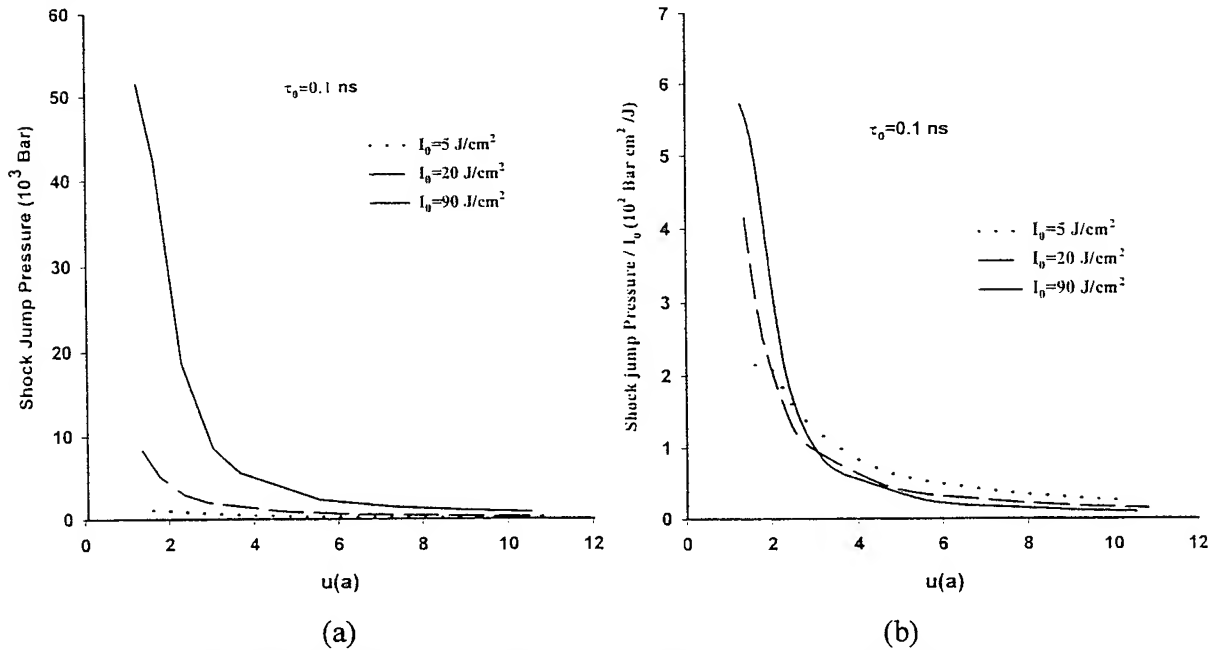 60
50
40
30
20
10
0
Shock Jump Pressure (10³ Bar)
τ₀=0.1 ns
I₀=5 J/cm²
I₀=20 J/cm²
I₀=90 J/cm²
0 2 4 6 8 10 12
u(a)
(a)
7
6
5
4
3
2
1
0
Shock jump Pressure / I₀ (10² Bar cm² /J)
τ₀=0.1 ns
I₀=5 J/cm²
I₀=20 J/cm²
I₀=90 J/cm²
0 2 4 6 8 10 12
u(a)
(b)